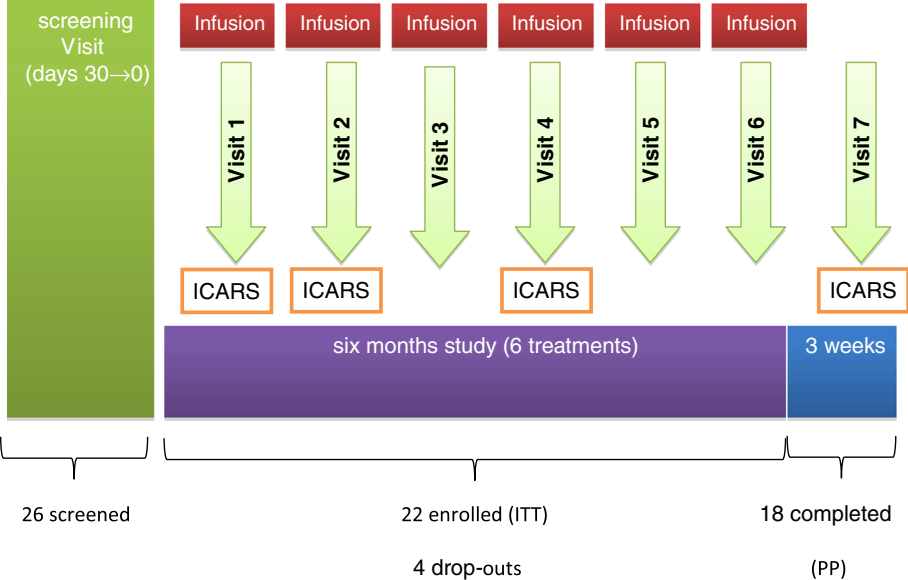 screening
Visit
(days 30→0)
Infusion
Infusion
Infusion
Infusion
Infusion
Infusion
Visit 1
Visit 2
Visit 3
Visit 4
Visit 5
Visit 6
Visit 7
ICARS
ICARS
ICARS
ICARS
six months study (6 treatments)
3 weeks
26 screened
22 enrolled (ITT)
18 completed
4 drop-outs
(PP)